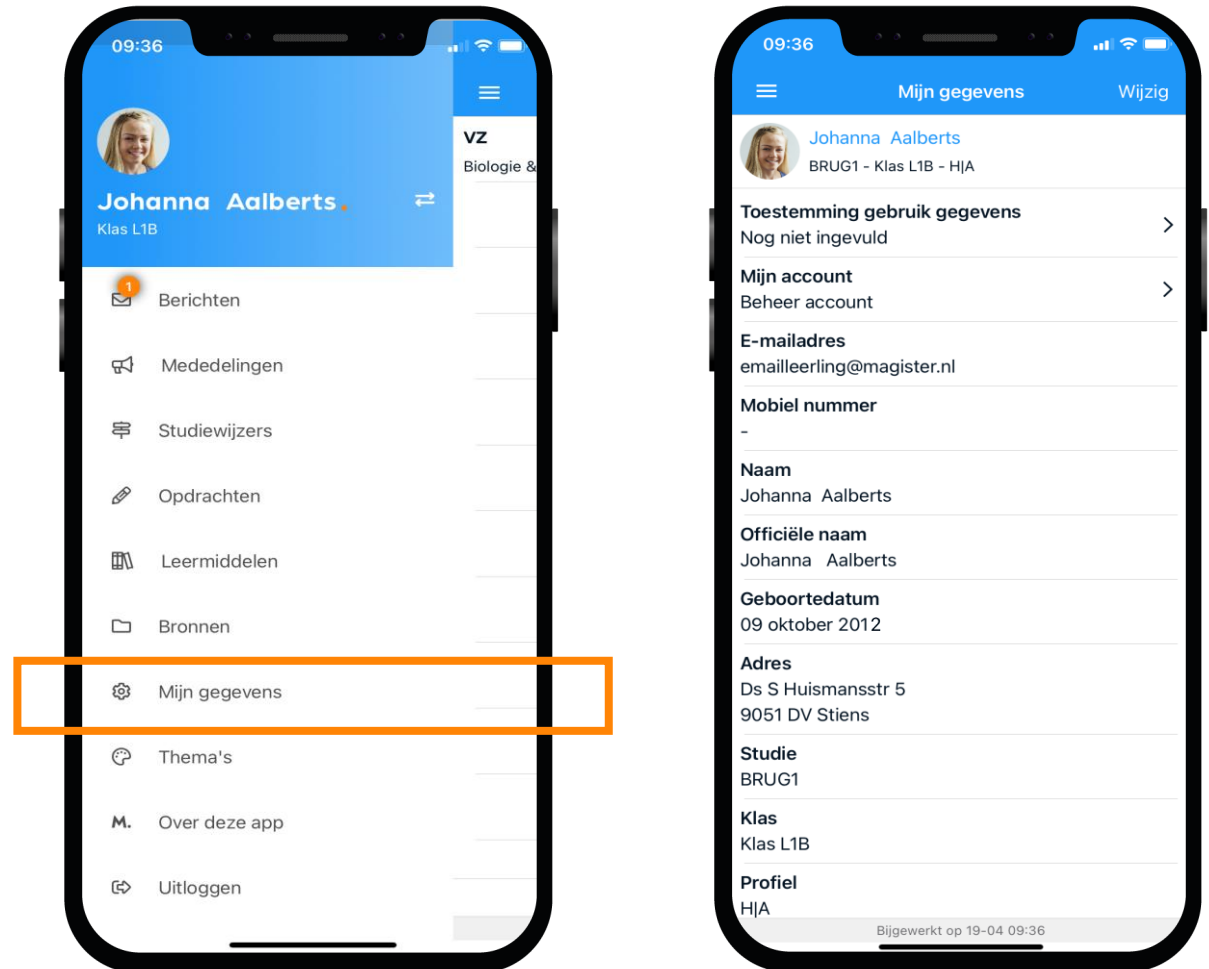 09:36
VZ
Biologie &
Johanna Aalberts.
Klas L1B
1
Berichten
Mededelingen
Studiewijzers
Opdrachten
Leermiddelen
Bronnen
Mijn gegevens
Thema's
M. Over deze app
Uitloggen
09:36
Mijn gegevens Wijzig
Johanna Aalberts
BRUG1 - Klas L1B - H|A
Toestemming gebruik gegevens
Nog niet ingevuld
Mijn account
Beheer account
E-mailadres
emailleerling@magister.nl
Mobiel nummer
-
Naam
Johanna Aalberts
Officiële naam
Johanna Aalberts
Geboortedatum
09 oktober 2012
Adres
Ds S Huismansstr 5
9051 DV Stiens
Studie
BRUG1
Klas
Klas L1B
Profiel
H|A
Bijgewerkt op 19-04 09:36